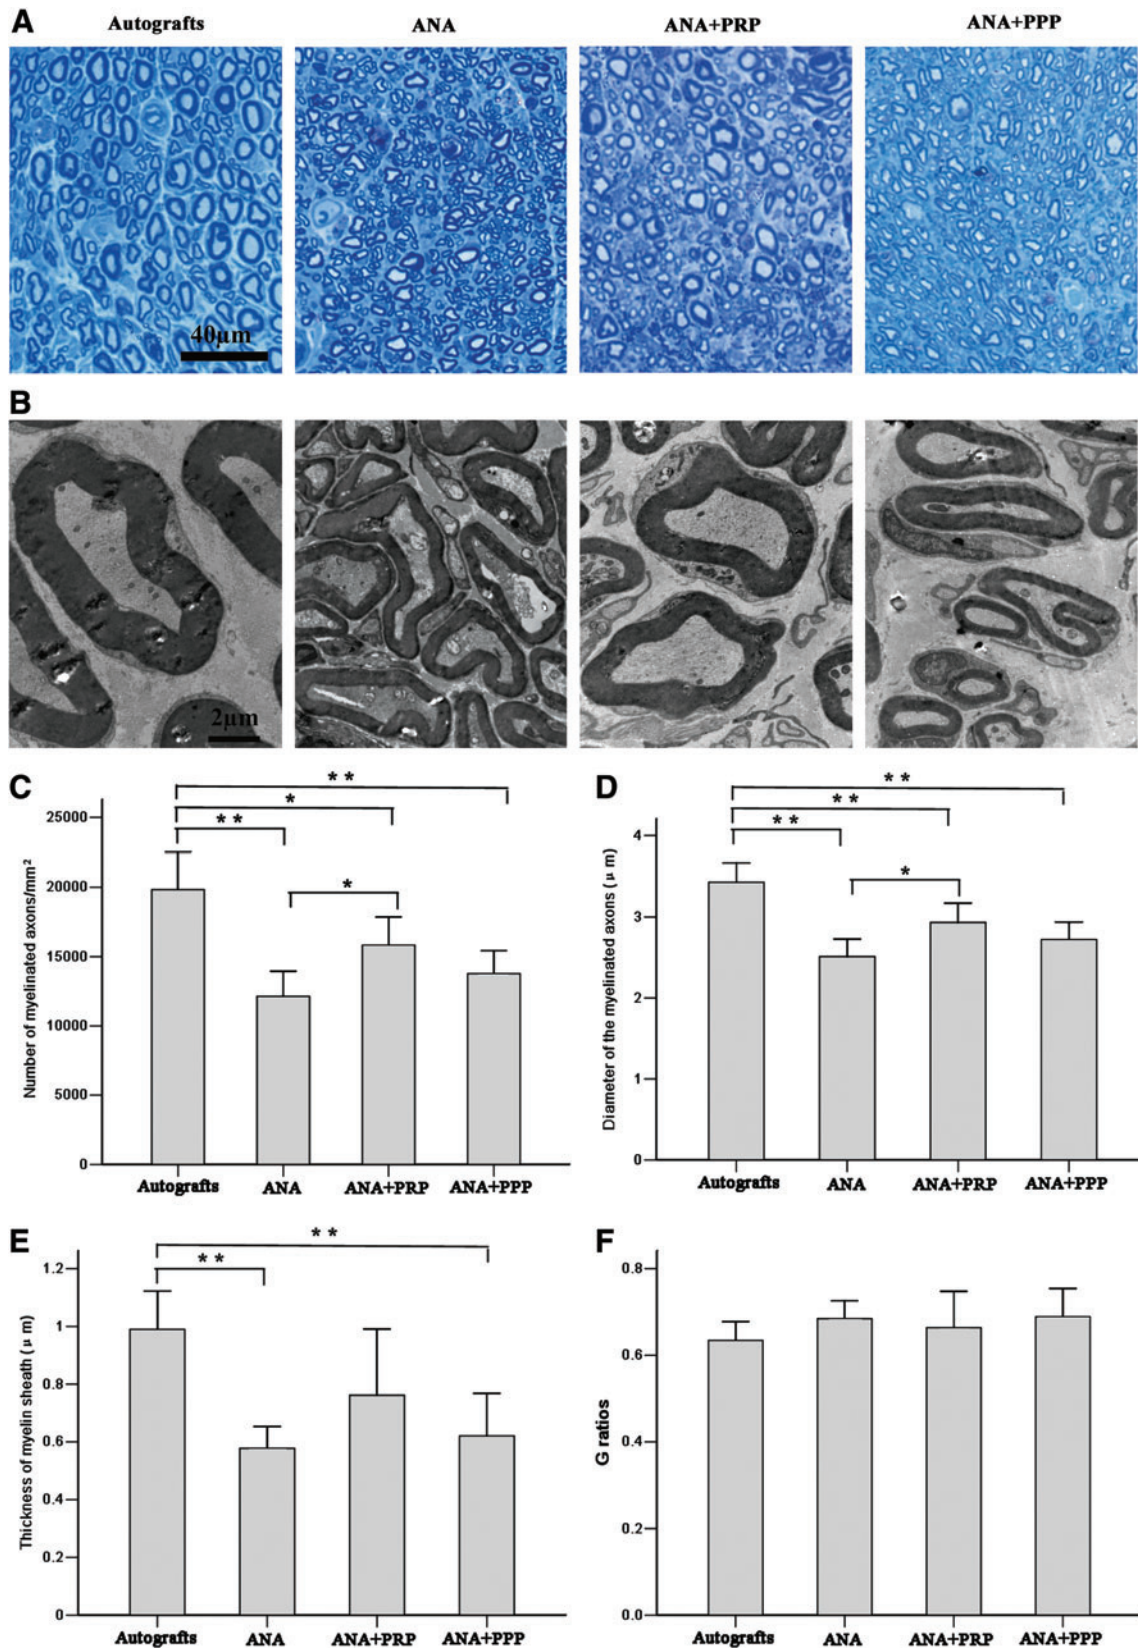 A
Autografts ANA ANA+PRP ANA+PPP
40μm
B
2μm
C
Number of myelinated axons/mm²
25000
20000
15000
10000
5000
0
**
*
**
*
Autografts ANA ANA+PRP ANA+PPP
D
Diameter of the myelinated axons (μ m)
4
3
2
1
0
**
**
**
*
Autografts ANA ANA+PRP ANA+PPP
E
Thickness of myelin sheath (μ m)
1.2
1
0.8
0.6
0.4
0.2
0
**
**
Autografts ANA ANA+PRP ANA+PPP
F
G ratios
0.8
0.6
0.4
0.2
0.0
Autografts ANA ANA+PRP ANA+PPP